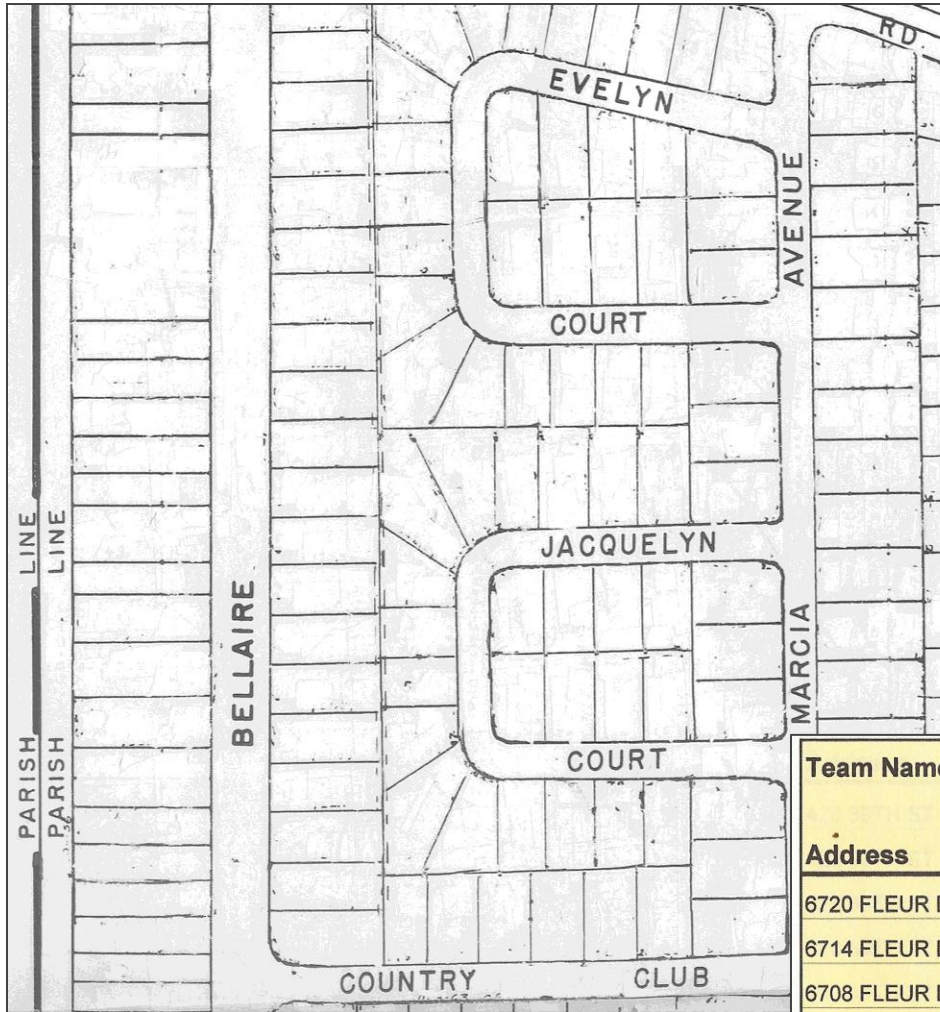 RD
EVELYN
AVENUE
COURT
PARISH LINE
PARISH LINE
JACQUELYN
BELLAIRE
MARCIA
COURT
Team Name
Address
6720 FLEUR
6714 FLEUR
6708 FLEUR
COUNTRY CLUB